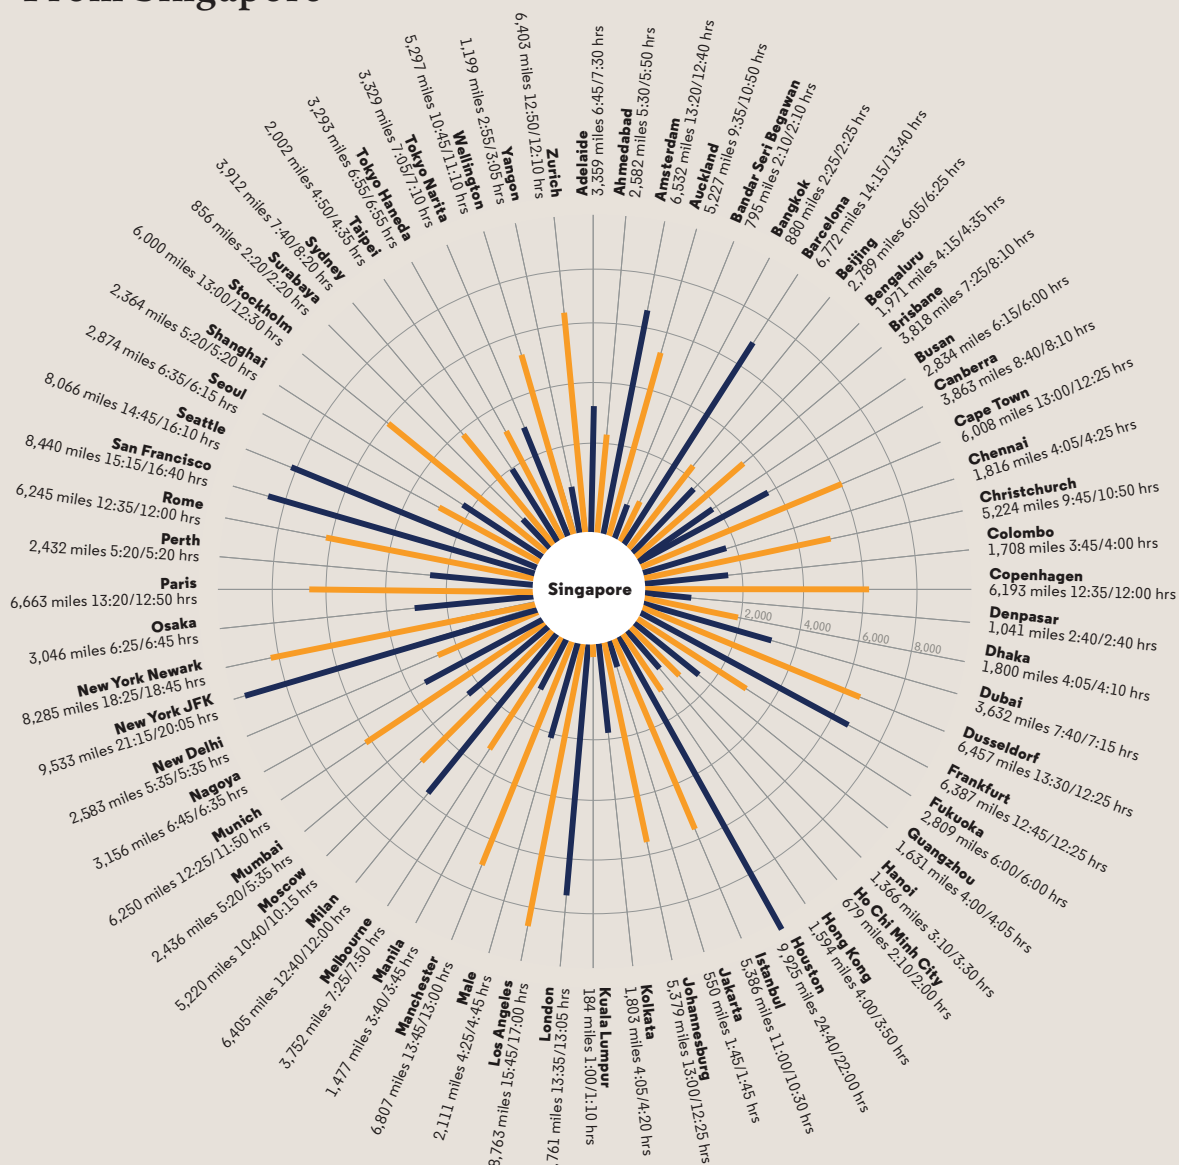 From Singapore
Adelaide
3,359 miles 6:45/7:30 hrs
Ahmedabad
2,582 miles 5:30/5:50 hrs
Amsterdam
6,532 miles 13:20/12:40 hrs
Auckland
5,227 miles 9:35/10:50 hrs
Bandar Seri Begawan
795 miles 2:10/2:10 hrs
Bangkok
880 miles 2:25/2:25 hrs
Barcelona
6,772 miles 14:15/13:40 hrs
Beijing
2,789 miles 6:05/6:25 hrs
Bengaluru
1,971 miles 4:15/4:35 hrs
Brisbane
3,818 miles 7:25/8:10 hrs
Busan
2,834 miles 6:15/6:00 hrs
Canberra
3,863 miles 8:40/8:10 hrs
Cape Town
6,008 miles 13:00/12:25 hrs
Chennai
1,816 miles 4:05/4:25 hrs
Christchurch
5,224 miles 9:45/10:50 hrs
Colombo
1,708 miles 3:45/4:00 hrs
Copenhagen
6,193 miles 12:35/12:00 hrs
Denpasar
1,041 miles 2:40/2:40 hrs
Dhaka
1,800 miles 4:05/4:10 hrs
Dubai
3,632 miles 7:40/7:15 hrs
Dusseldorf
6,457 miles 13:30/12:25 hrs
Frankfurt
6,387 miles 12:45/12:25 hrs
Fukuoka
2,809 miles 6:00/6:00 hrs
Guangzhou
1,631 miles 4:00/4:05 hrs
Hanoi
1,366 miles 3:10/3:30 hrs
Ho Chi Minh City
679 miles 2:10/2:00 hrs
Hong Kong
1,594 miles 4:00/3:50 hrs
Houston
9,925 miles 24:40/22:00 hrs
Istanbul
5,386 miles 11:00/10:30 hrs
Jakarta
550 miles 1:45/1:45 hrs
Johannesburg
5,379 miles 13:00/12:25 hrs
Kolkata
1,803 miles 4:05/4:20 hrs
Kuala Lumpur
184 miles 1:00/1:10 hrs
London
,761 miles 13:35/13:05 hrs
Los Angeles
8,763 miles 15:45/17:00 hrs
Male
2,111 miles 4:25/4:45 hrs
Manchester
6,807 miles 13:45/13:00 hrs
Manila
1,477 miles 3:40/3:45 hrs
Melbourne
3,752 miles 7:25/7:50 hrs
Milan
6,405 miles 12:40/12:00 hrs
Moscow
5,220 miles 10:40/10:15 hrs
Mumbai
2,436 miles 5:20/5:35 hrs
Munich
6,250 miles 12:25/11:50 hrs
Nagoya
3,156 miles 6:45/6:35 hrs
New Delhi
2,583 miles 5:35/5:35 hrs
New York JFK
9,533 miles 21:15/20:05 hrs
New York Newark
8,285 miles 18:25/18:45 hrs
Osaka
3,046 miles 6:25/6:45 hrs
Paris
6,663 miles 13:20/12:50 hrs
Perth
2,432 miles 5:20/5:20 hrs
Rome
6,245 miles 12:35/12:00 hrs
San Francisco
8,440 miles 15:15/16:40 hrs
Seattle
8,066 miles 14:45/16:10 hrs
Seoul
2,874 miles 6:35/6:15 hrs
Shanghai
2,364 miles 5:20/5:20 hrs
Stockholm
6,000 miles 13:00/12:30 hrs
Surabaya
856 miles 2:20/2:20 hrs
Sydney
3,912 miles 7:40/8:20 hrs
Taipei
2,002 miles 4:50/4:35 hrs
Tokyo Haneda
3,293 miles 6:55/6:55 hrs
Tokyo Narita
3,329 miles 7:05/7:10 hrs
Wellington
5,297 miles 10:45/11:10 hrs
Yangon
1,199 miles 2:55/3:05 hrs
Zurich
6,403 miles 12:50/12:10 hrs
Singapore
2,000
4,000
6,000
8,000